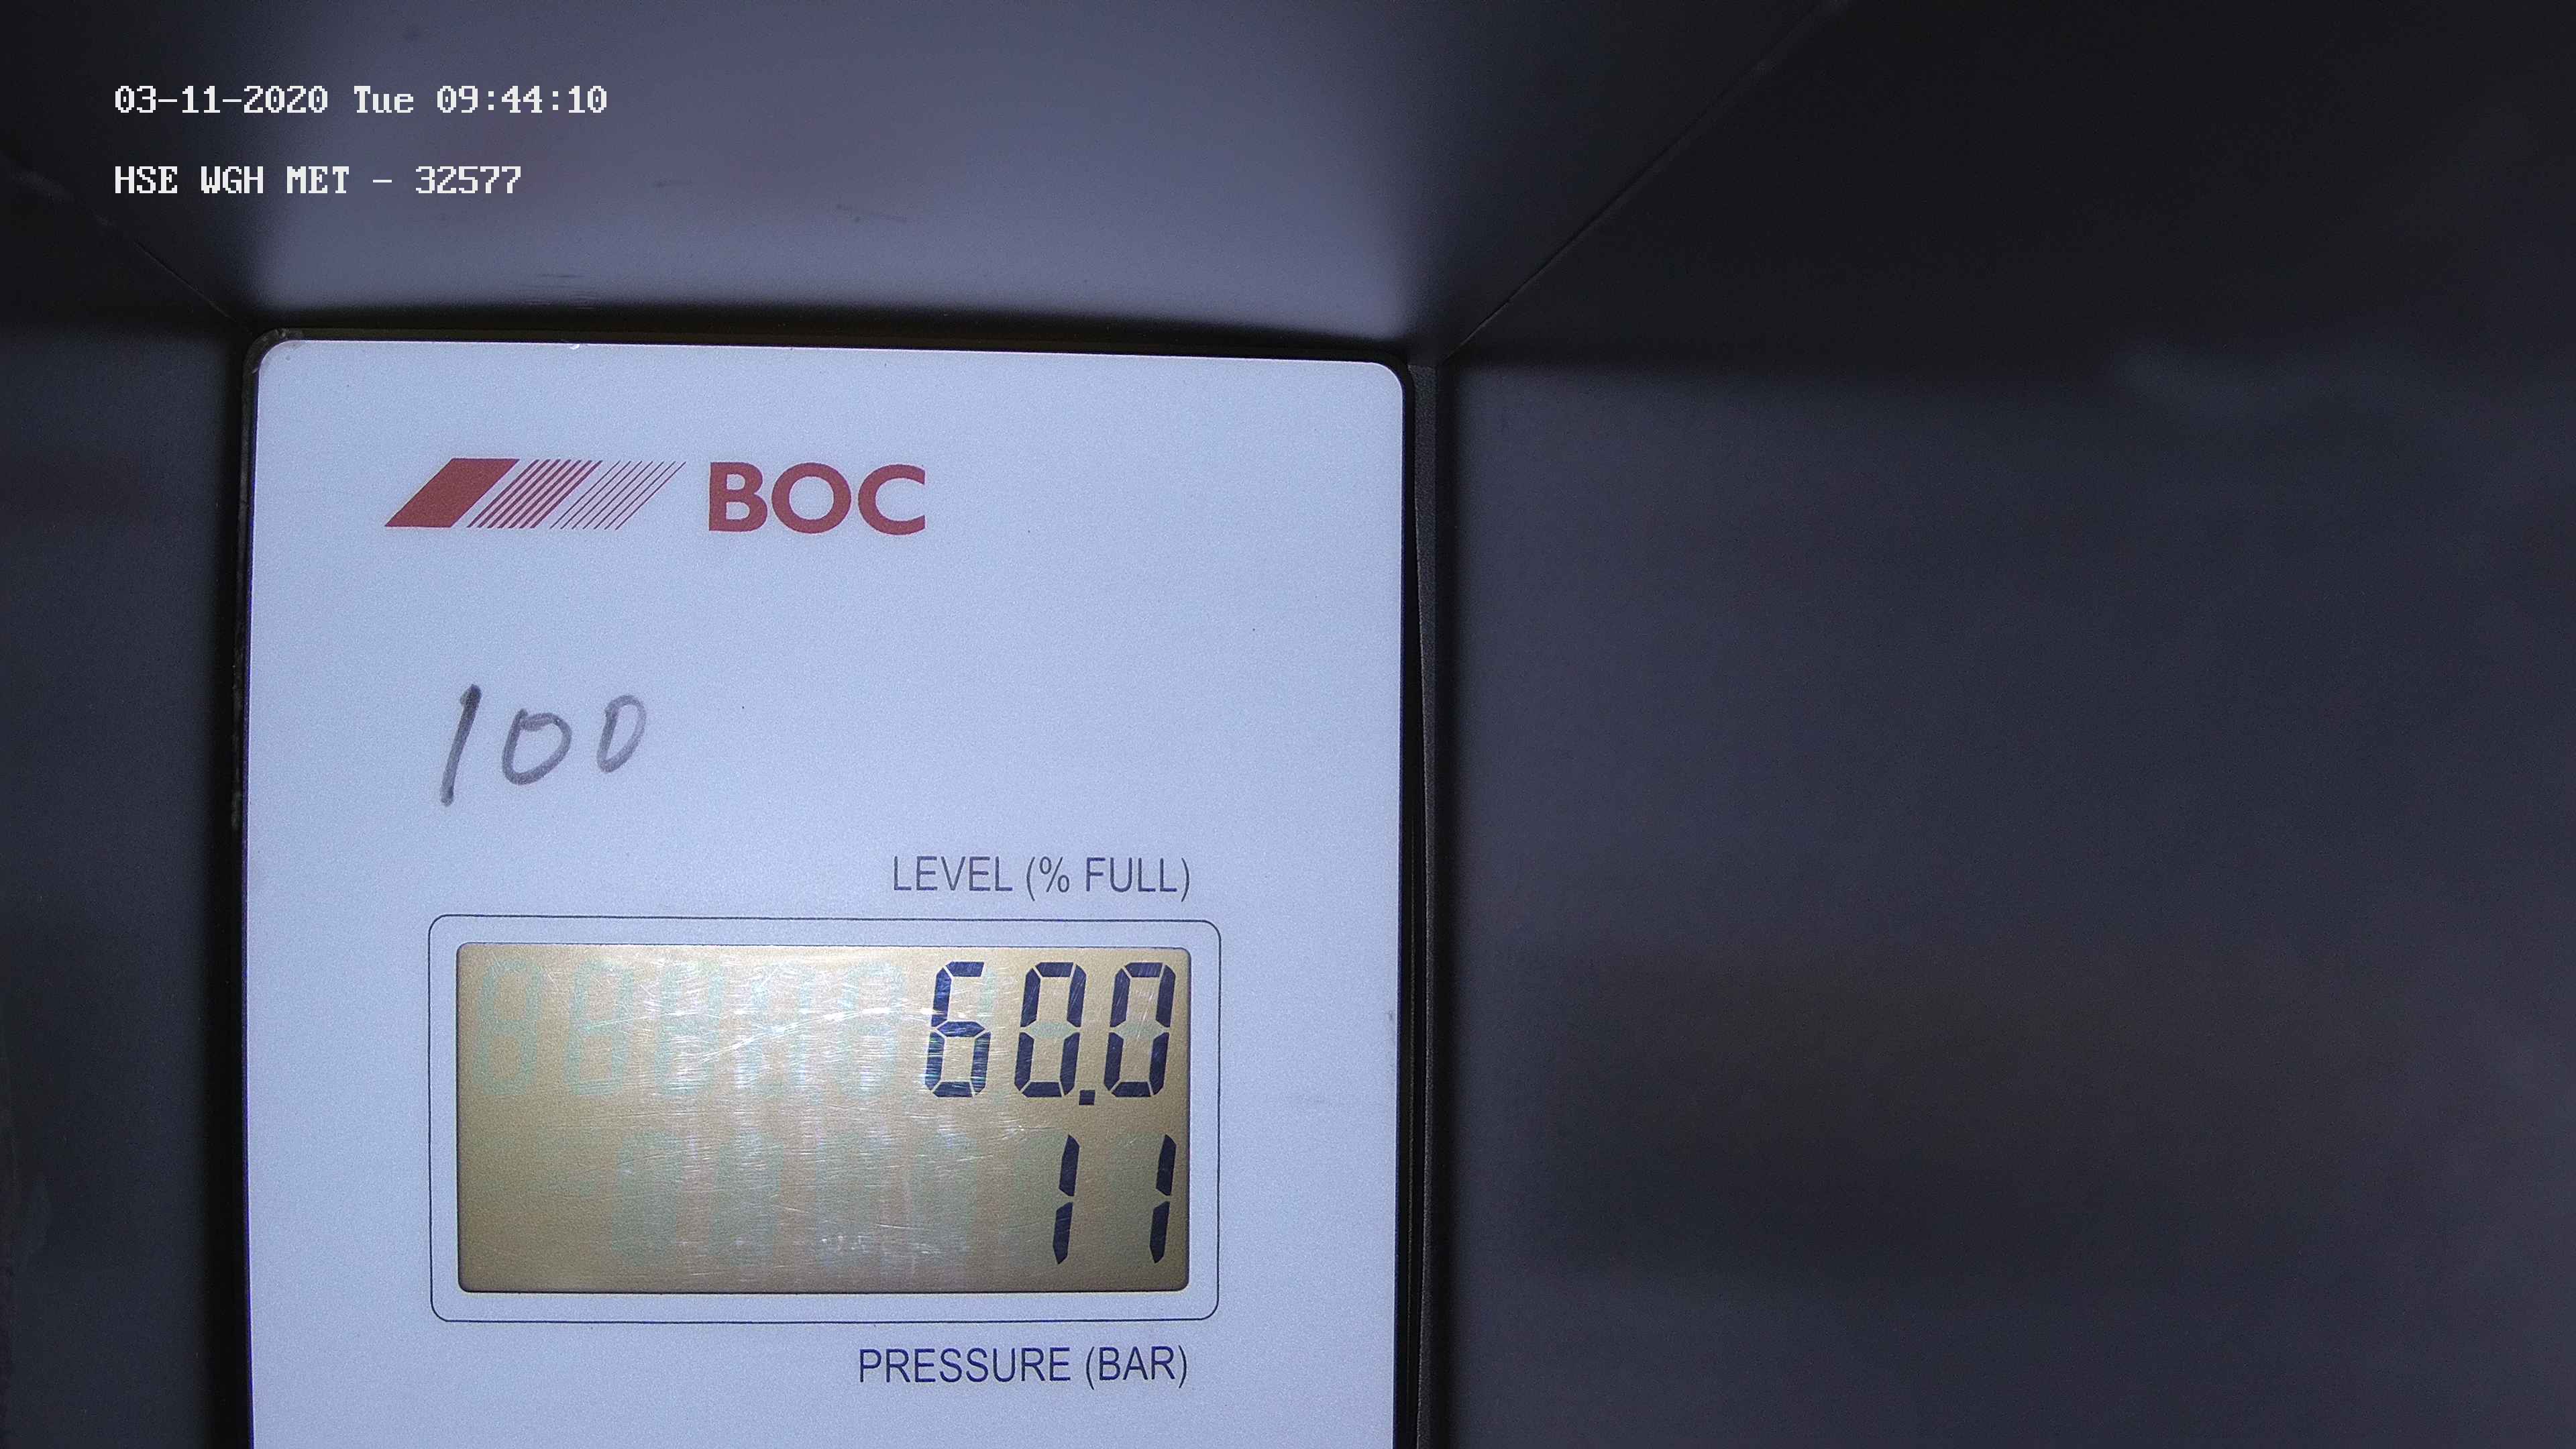 03-11-2020 Tue 09:44:10
HSE WGH MET - 32577
BOC
100
LEVEL (% FULL)
60.0
11
PRESSURE (BAR)